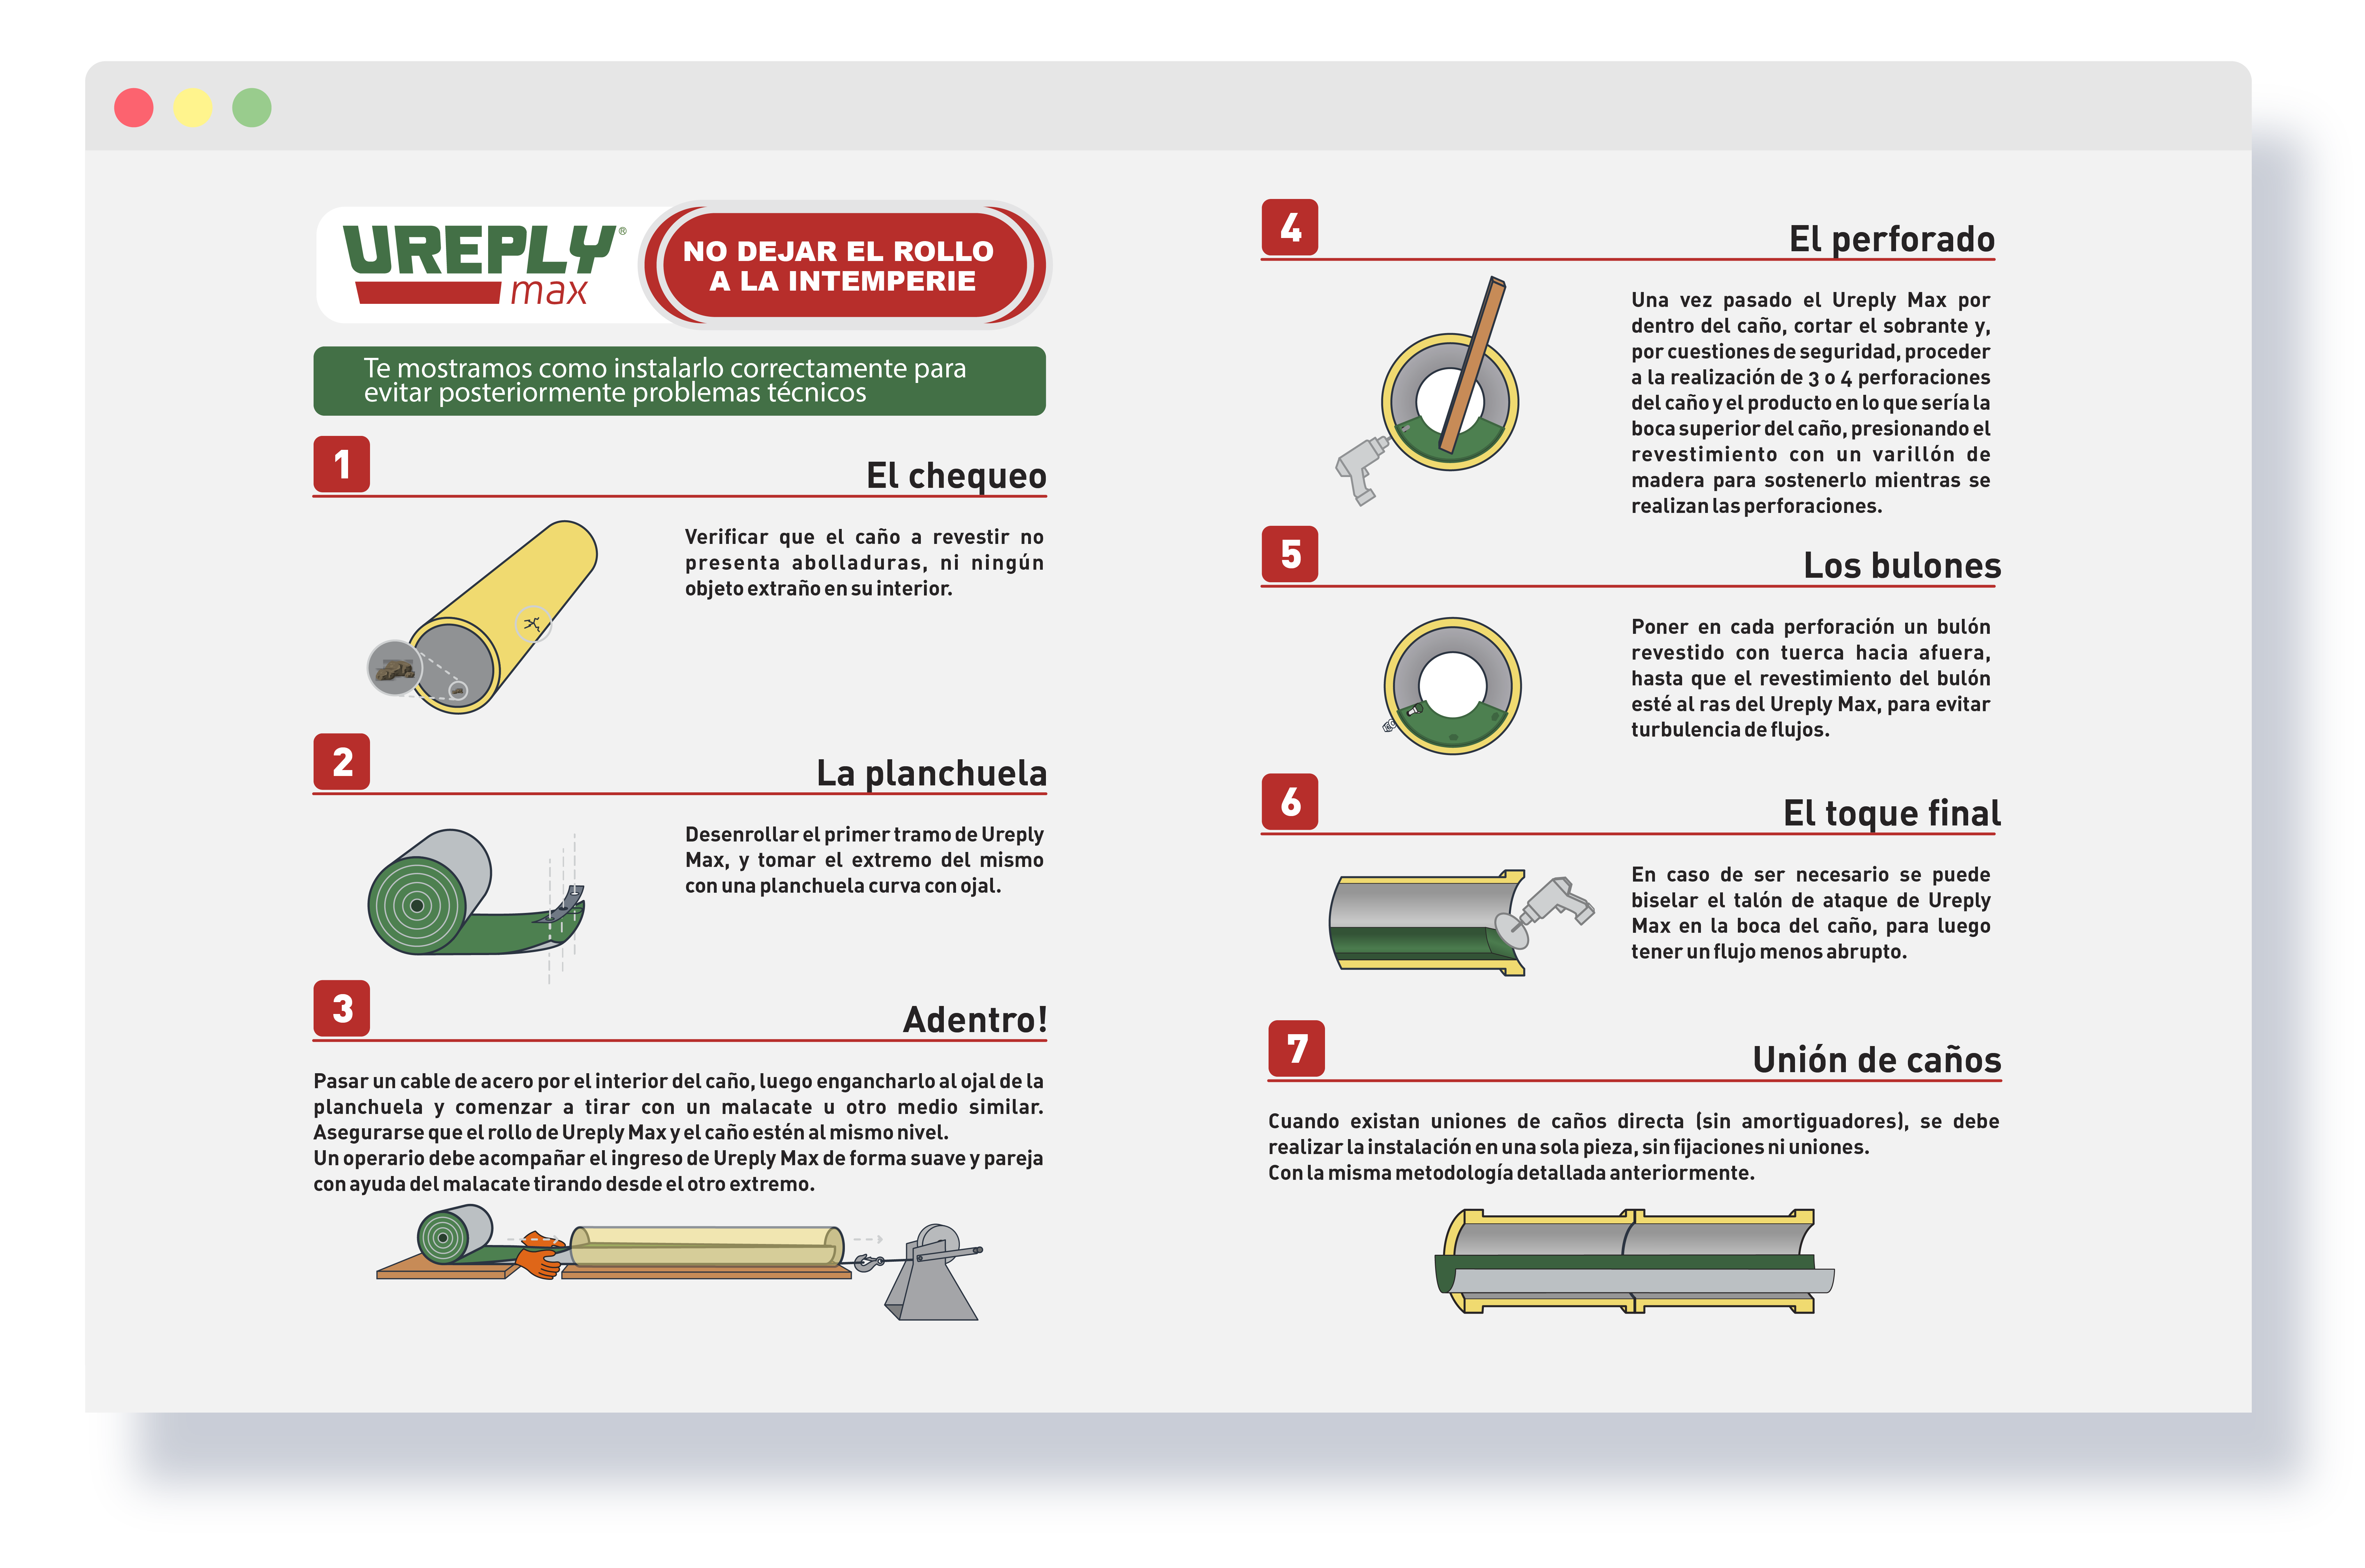 UREPLY®
max
NO DEJAR EL ROLLO
A LA INTEMPERIE
Te mostramos como instalarlo correctamente para
evitar posteriormente problemas técnicos
1
El chequeo
Verificar que el caño a revestir no
presenta abolladuras, ni ningún
objeto extraño en su interior.
2
La planchuela
Desenrollar el primer tramo de Ureply
Max, y tomar el extremo del mismo
con una planchuela curva con ojal.
3
Adentro!
Pasar un cable de acero por el interior del caño, luego engancharlo al ojal de la
planchuela y comenzar a tirar con un malacate u otro medio similar.
Asegurarse que el rollo de Ureply Max y el caño estén al mismo nivel.
Un operario debe acompañar el ingreso de Ureply Max de forma suave y pareja
con ayuda del malacate tirando desde el otro extremo.
4
El perforado
Una vez pasado el Ureply Max por
dentro del caño, cortar el sobrante y,
por cuestiones de seguridad, proceder
a la realización de 3 o 4 perforaciones
del caño y el producto en lo que sería la
boca superior del caño, presionando el
revestimiento con un varillón de
madera para sostenerlo mientras se
realizan las perforaciones.
5
Los bulones
Poner en cada perforación un bulón
revestido con tuerca hacia afuera,
hasta que el revestimiento del bulón
esté al ras del Ureply Max, para evitar
turbulencia de flujos.
6
El toque final
En caso de ser necesario se puede
biselar el talón de ataque de Ureply
Max en la boca del caño, para luego
tener un flujo menos abrupto.
7
Unión de caños
Cuando existan uniones de caños directa (sin amortiguadores), se debe
realizar la instalación en una sola pieza, sin fijaciones ni uniones.
Con la misma metodología detallada anteriormente.